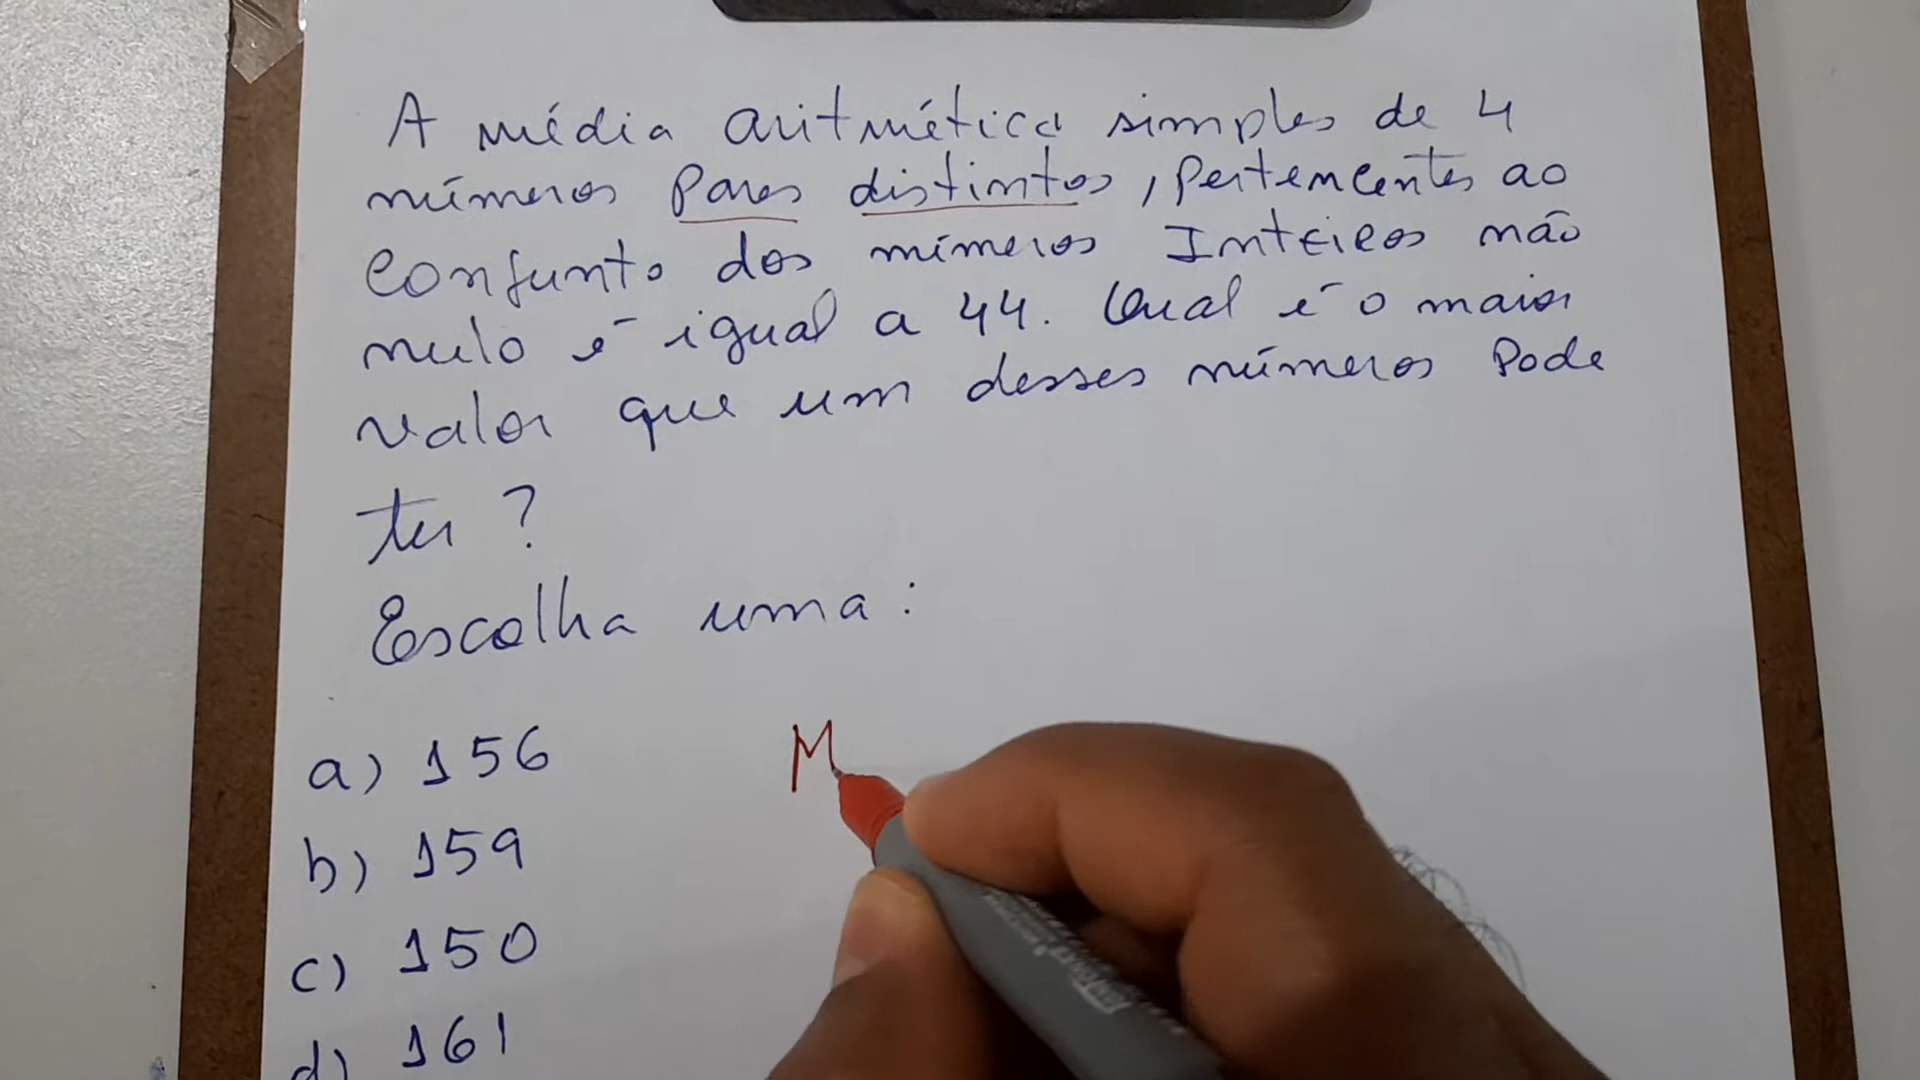 A média aritmética simples de 4
números Pares distintos, Pertencentes ao
conjunto dos números Inteiros não
nulo é igual a 44. Qual é o maior
valor que um desses números Pode
ter ?
Escolha uma :
a) 156
M
b) 159
c) 150
d) 161